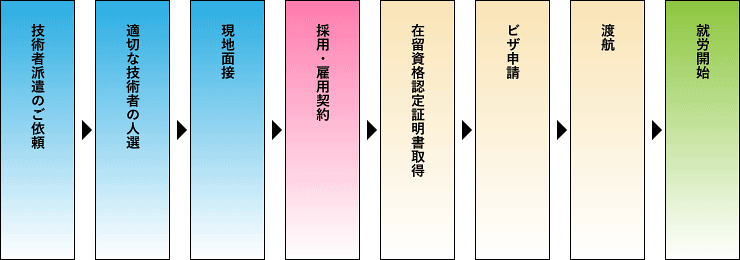 技術者派遣のご依頼
適切な技術者の人選
現地面接
採用・雇用契約
在留資格認定証明書取得
ビザ申請
渡航
就労開始